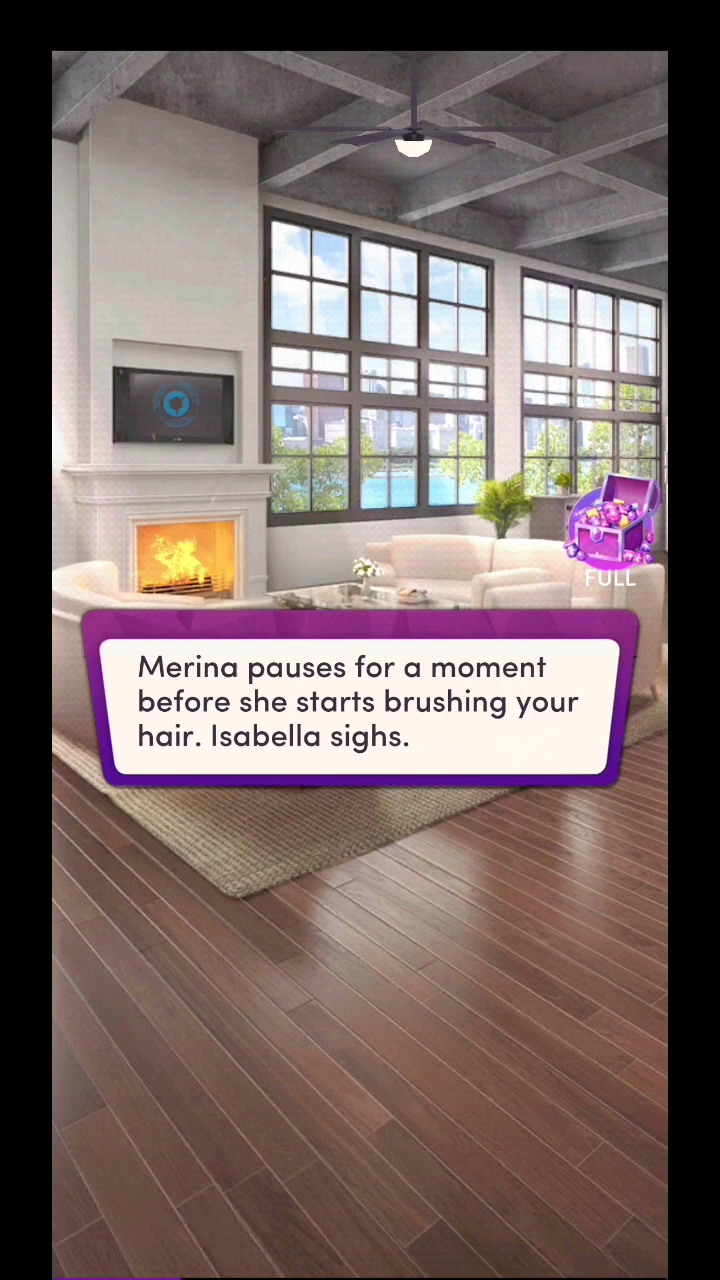 FULL
Merina pauses for a moment
before she starts brushing your
hair. Isabella sighs.